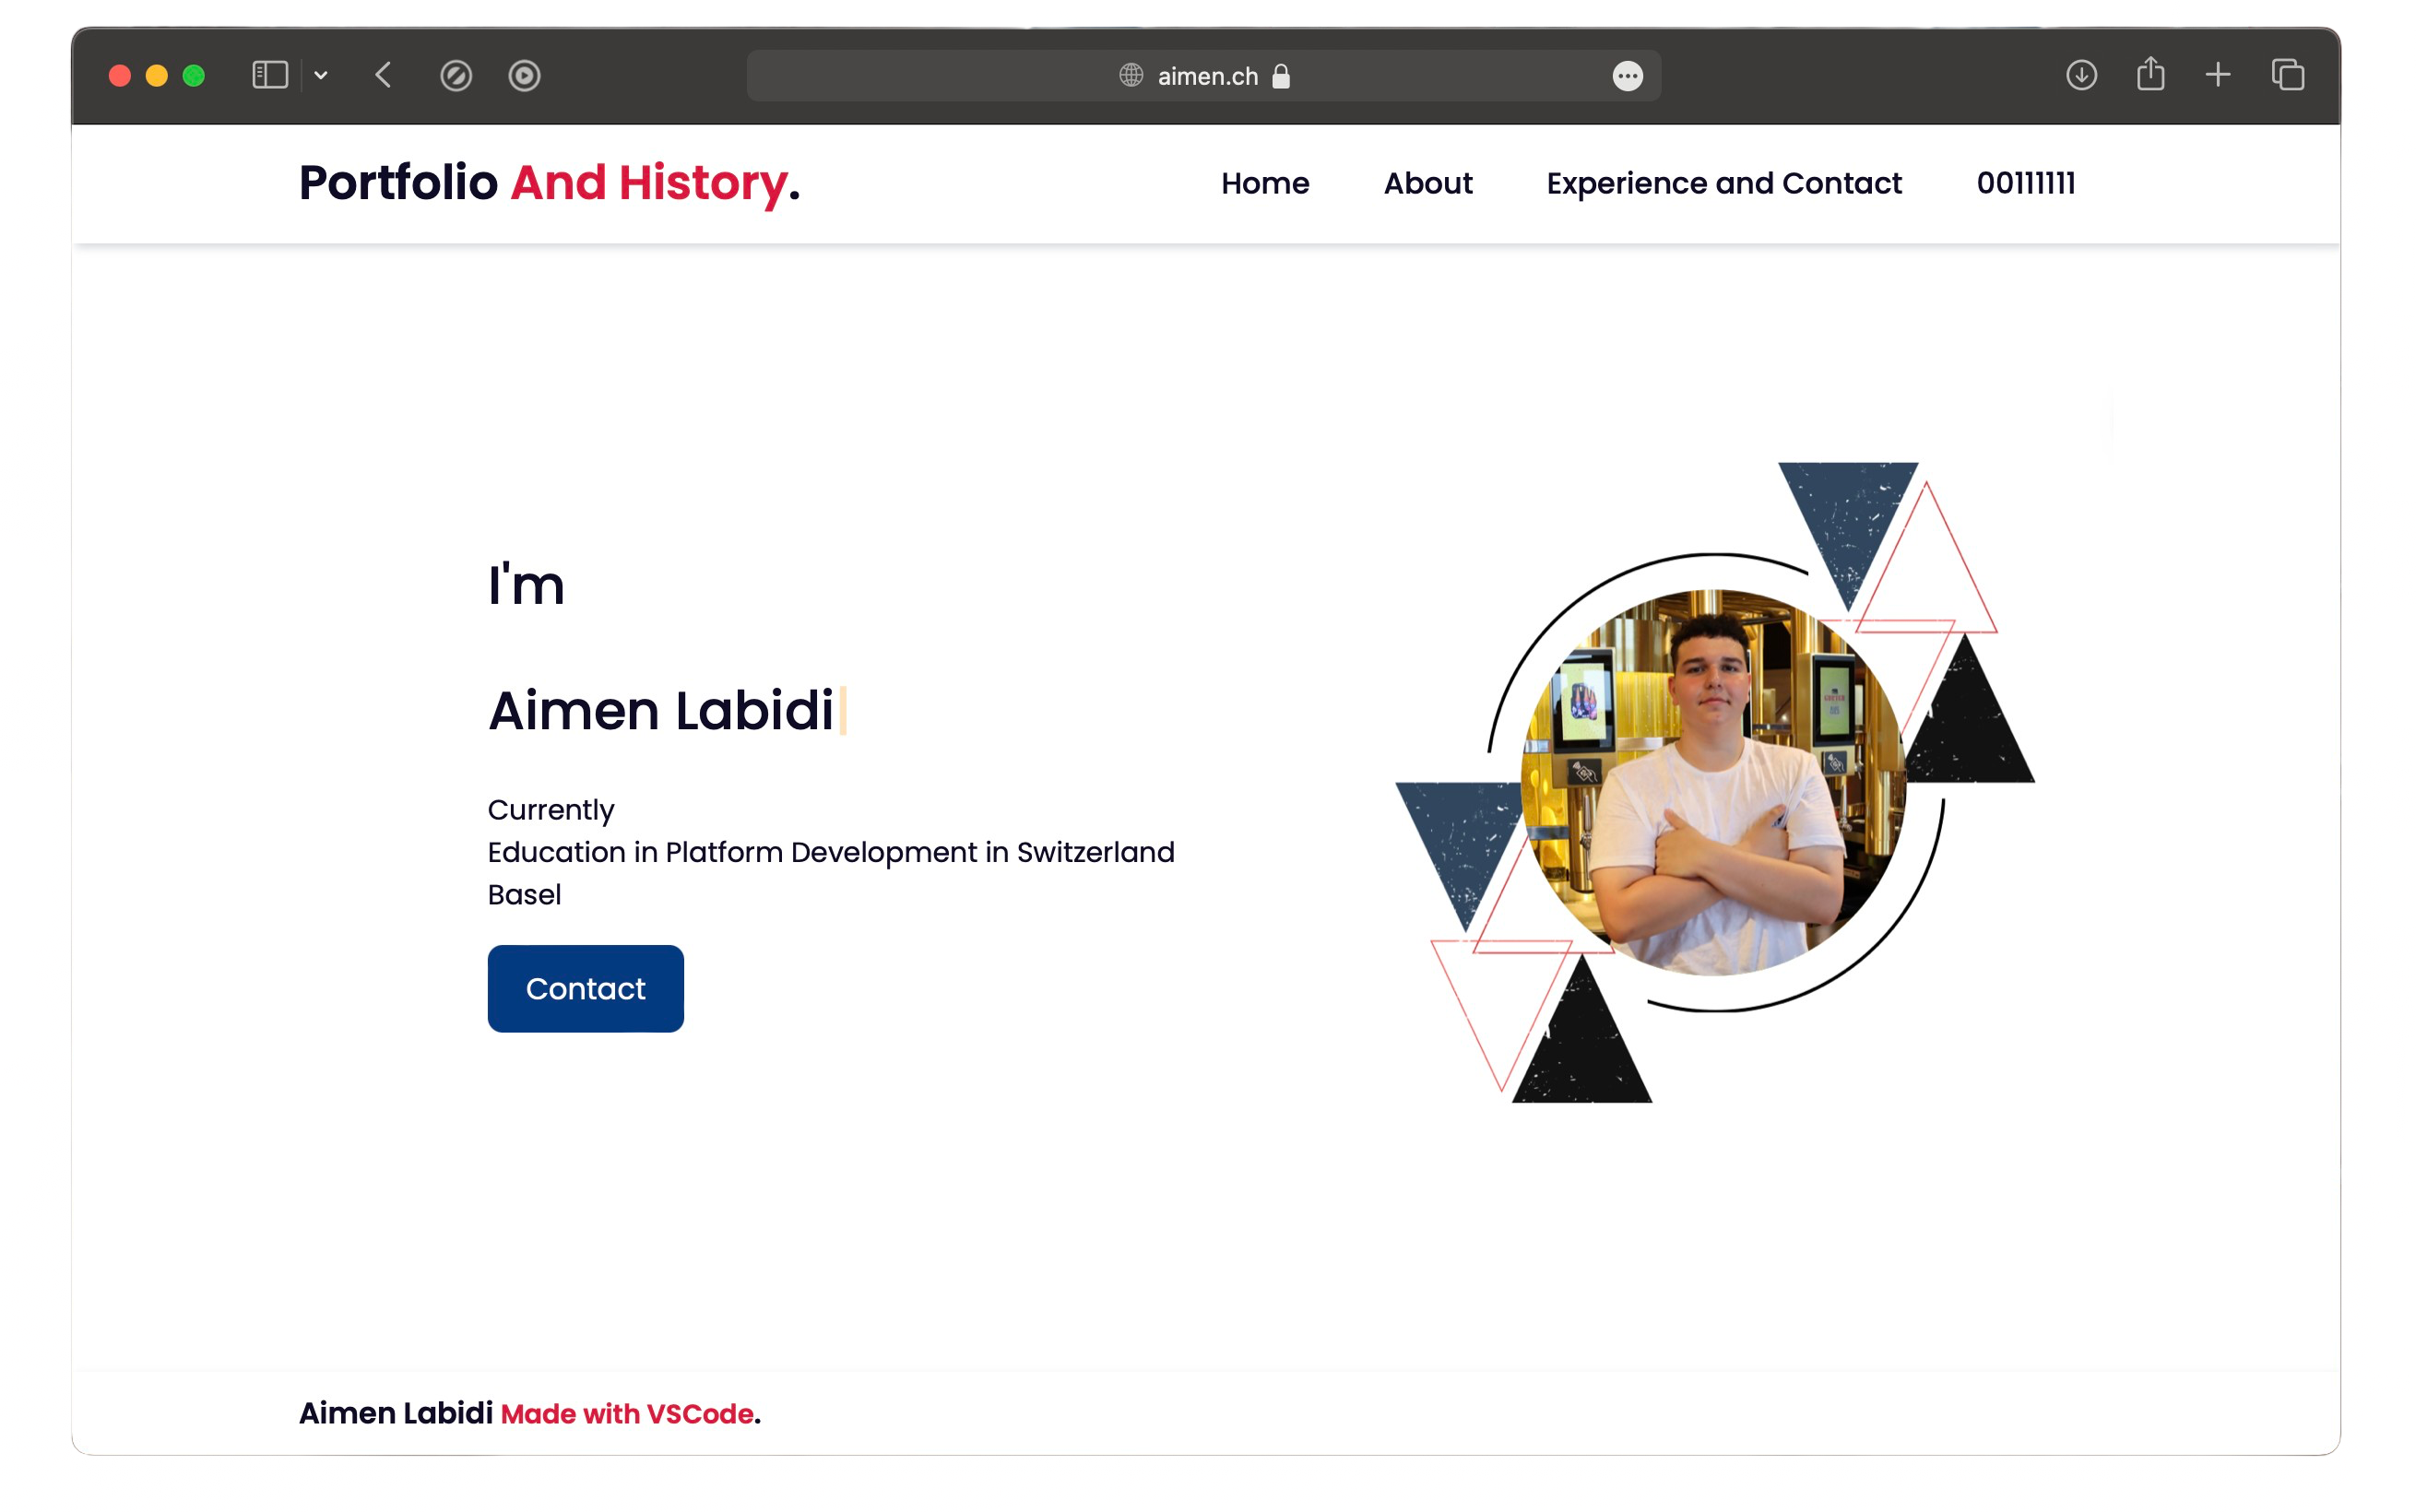 aimen.ch
Portfolio And History.
Home
About
Experience and Contact
00111111
I'm
Aimen Labidi
Currently
Education in Platform Development in Switzerland
Basel
Contact
Aimen Labidi Made with VSCode.